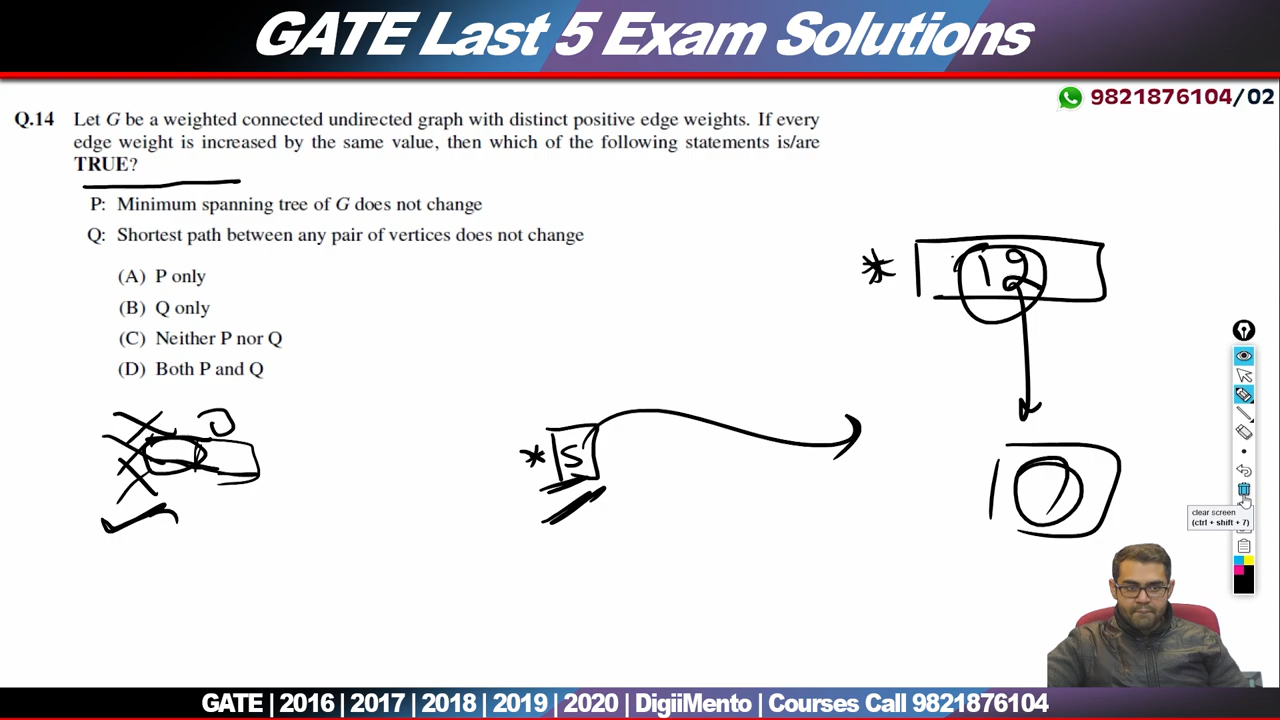 GATE Last 5 Exam Solutions
9821876104/02
Q.14 Let G be a weighted connected undirected graph with distinct positive edge weights. If every
edge weight is increased by the same value, then which of the following statements is/are
TRUE?
P: Minimum spanning tree of G does not change
Q: Shortest path between any pair of vertices does not change
(A) P only
(B) Q only
(C) Neither P nor Q
(D) Both P and Q
12
5
7
clear screen
(ctrl + shift + 7)
GATE | 2016 | 2017 | 2018 | 2019 | 2020 | DigiiMento | Courses Call 9821876104